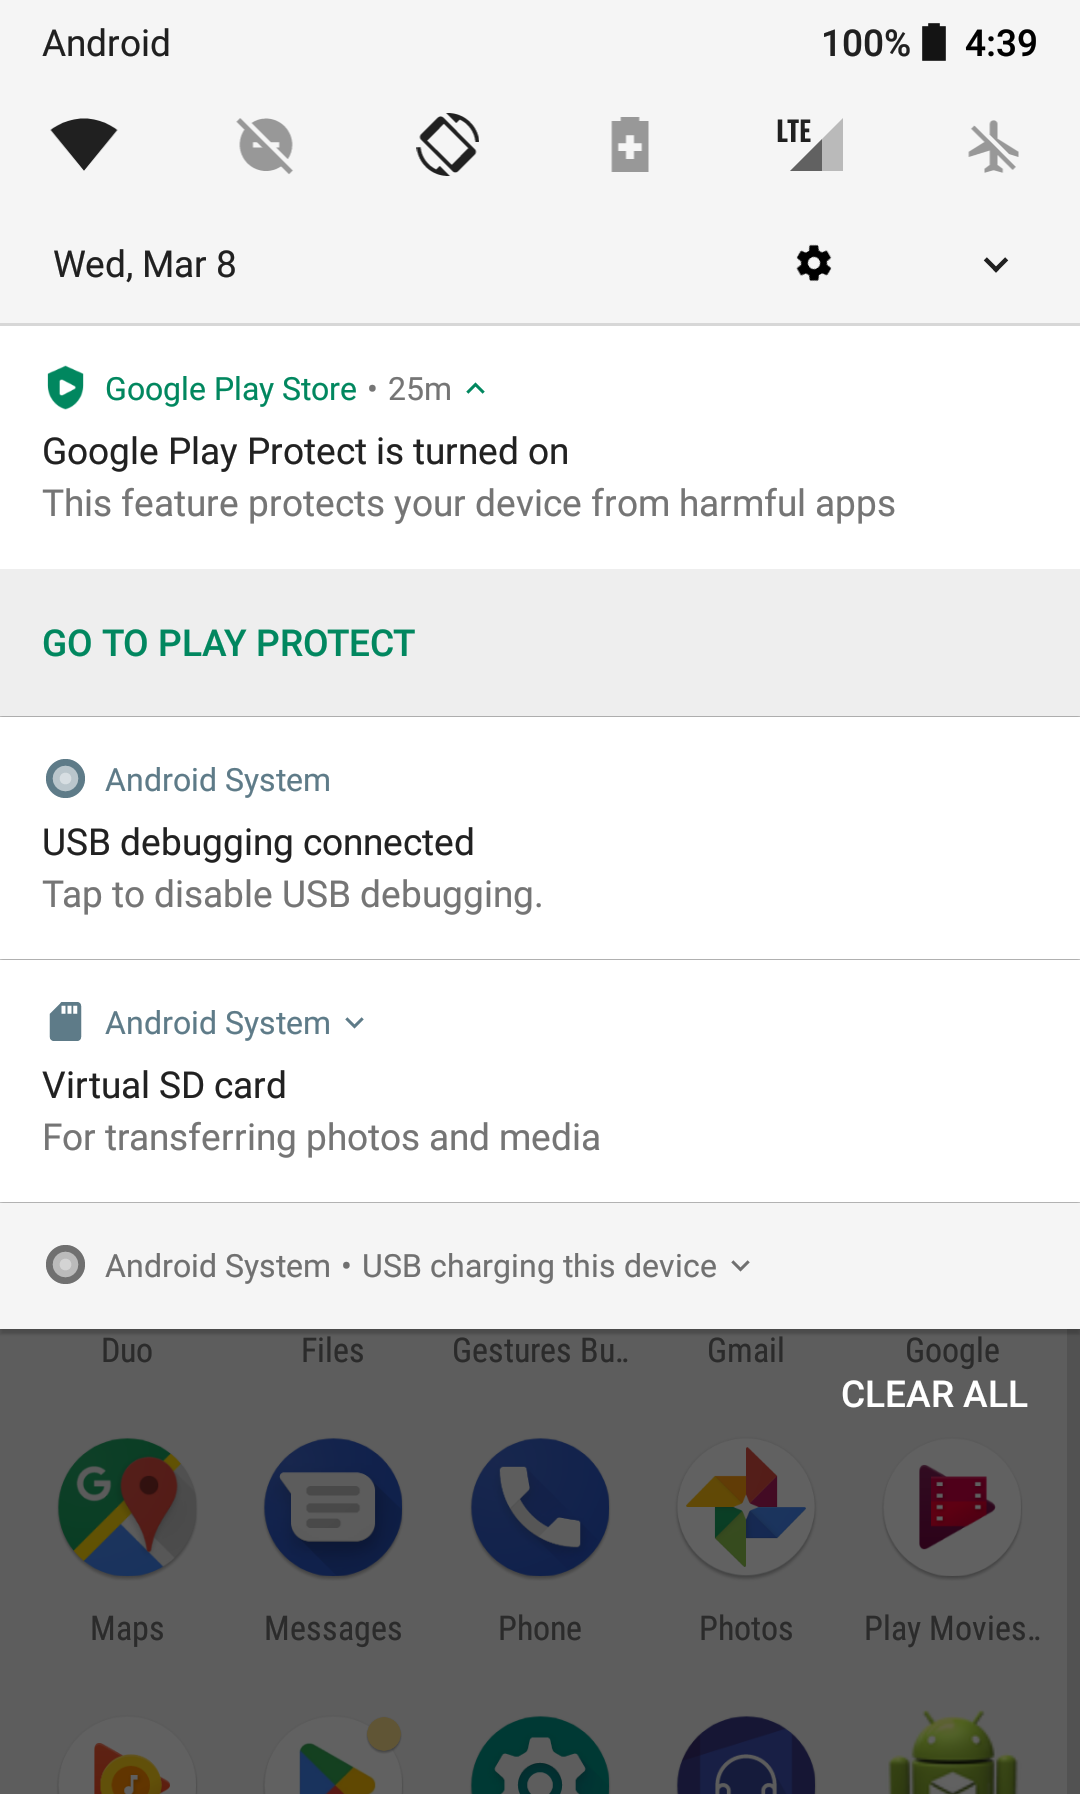 Android 100% 4:39
LTE
Wed, Mar 8
Google Play Store • 25m
Google Play Protect is turned on
This feature protects your device from harmful apps
GO TO PLAY PROTECT
Android System
USB debugging connected
Tap to disable USB debugging.
Android System
Virtual SD card
For transferring photos and media
Android System • USB charging this device
Duo Files Gestures Bu.. Gmail Google
CLEAR ALL
G
Maps Messages Phone Photos Play Movies..